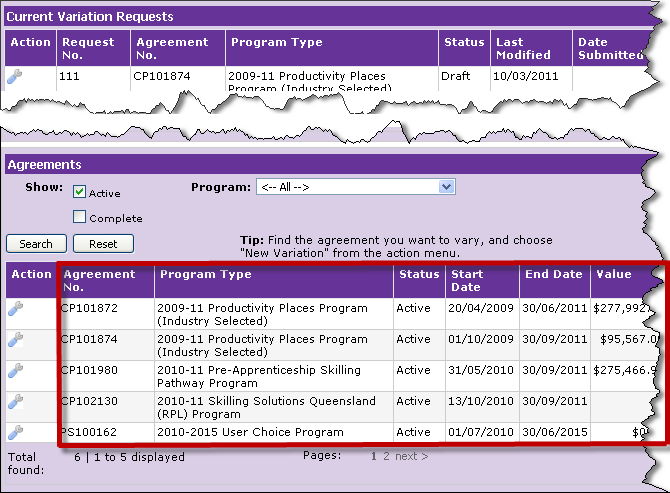 Current Variation Requests
Action Request No. Agreement No. Program Type Status Last Modified Date Submitted
111 CP101874 2009-11 Productivity Places Draft 10/03/2011
Program (Industry Selected)
Agreements
Show: Active Program: <-- All -->
Complete
Search Reset Tip: Find the agreement you want to vary, and choose
"New Variation" from the action menu.
Action Agreement No. Program Type Status Start Date End Date Value
CP101872 2009-11 Productivity Places Program Active 20/04/2009 30/06/2011 $277,992
(Industry Selected)
CP101874 2009-11 Productivity Places Program Active 01/10/2009 30/09/2011 $95,567.0
(Industry Selected)
CP101980 2010-11 Pre-Apprenticeship Skilling Active 31/05/2010 30/09/2011 $275,466.9
Pathway Program
CP102130 2010-11 Skilling Solutions Queensland Active 13/10/2010 30/09/2011
(RPL) Program
PS100162 2010-2015 User Choice Program Active 01/07/2010 30/06/2015 $0
Total found: 6 | 1 to 5 displayed Pages: 1 2 next >